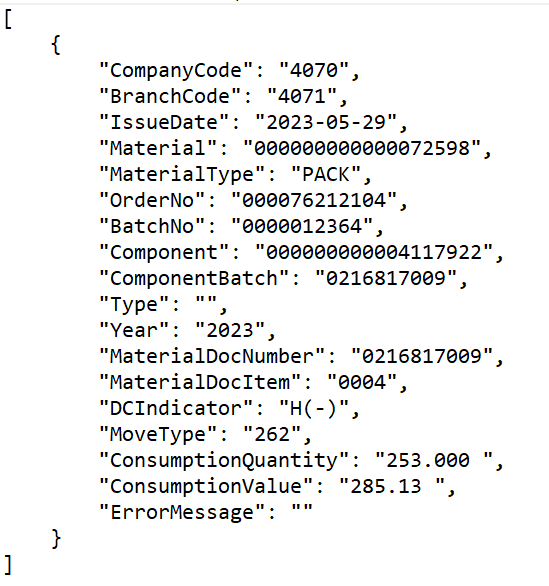 [
    {
        "CompanyCode": "4070",
        "BranchCode": "4071",
        "IssueDate": "2023-05-29",
        "Material": "000000000000072598",
        "MaterialType": "PACK",
        "OrderNo": "000076212104",
        "BatchNo": "0000012364",
        "Component": "000000000004117922",
        "ComponentBatch": "0216817009",
        "Type": "",
        "Year": "2023",
        "MaterialDocNumber": "0216817009",
        "MaterialDocItem": "0004",
        "DCIndicator": "H(-)",
        "MoveType": "262",
        "ConsumptionQuantity": "253.000 ",
        "ConsumptionValue": "285.13 ",
        "ErrorMessage": ""
    }
]